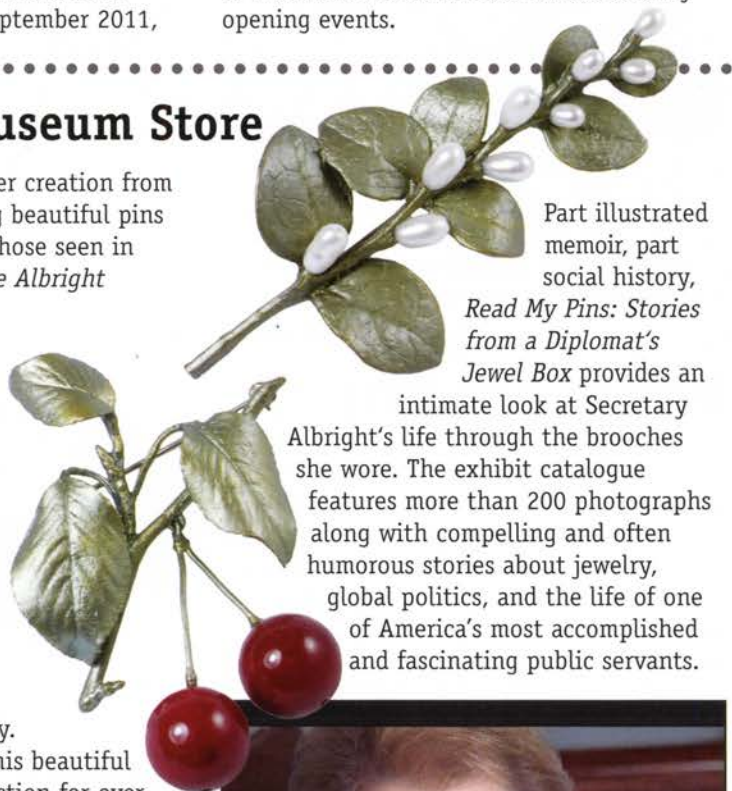 ptember 2011,
opening events.
useum Store
er creation from
g beautiful pins
hose seen in
e Albright
Part illustrated
memoir, part
social history,
Read My Pins: Stories
from a Diplomat's
Jewel Box provides an
intimate look at Secretary
Albright's life through the brooches
she wore. The exhibit catalogue
features more than 200 photographs
along with compelling and often
humorous stories about jewelry,
global politics, and the life of one
of America's most accomplished
and fascinating public servants.
y.
his beautiful
ction for over